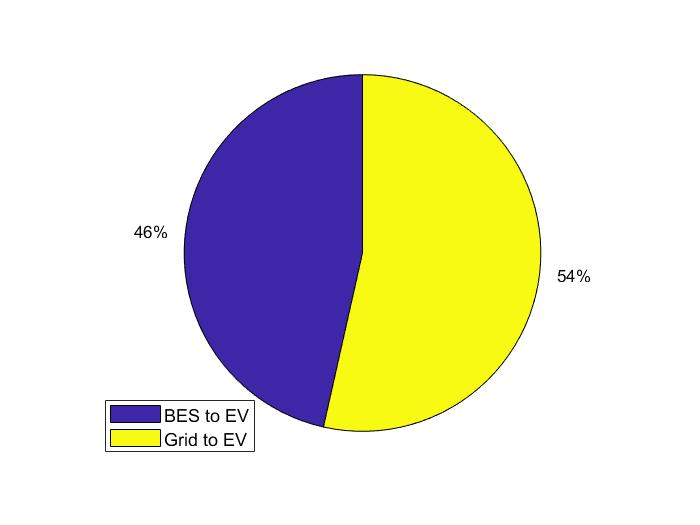 46%
54%
BES to EV
Grid to EV